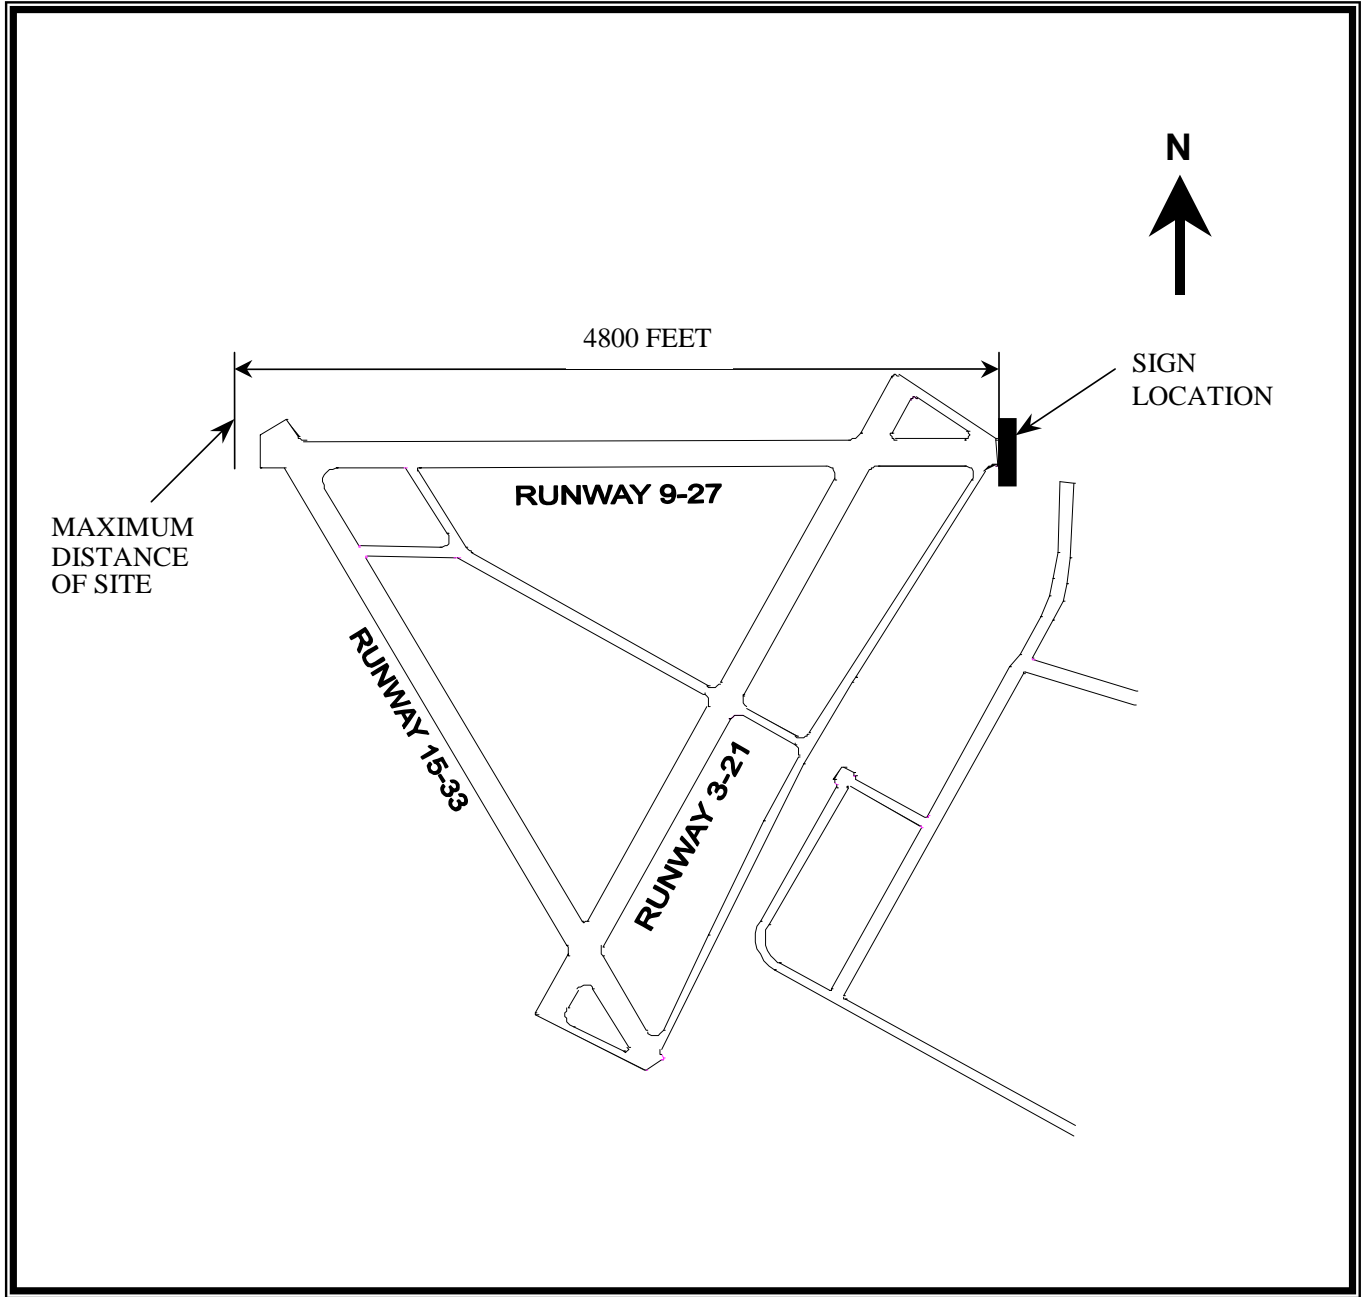 N
4800 FEET
SIGN
LOCATION
RUNWAY 9-27
MAXIMUM
DISTANCE
OF SITE
RUNWAY 15-33
RUNWAY 3-21